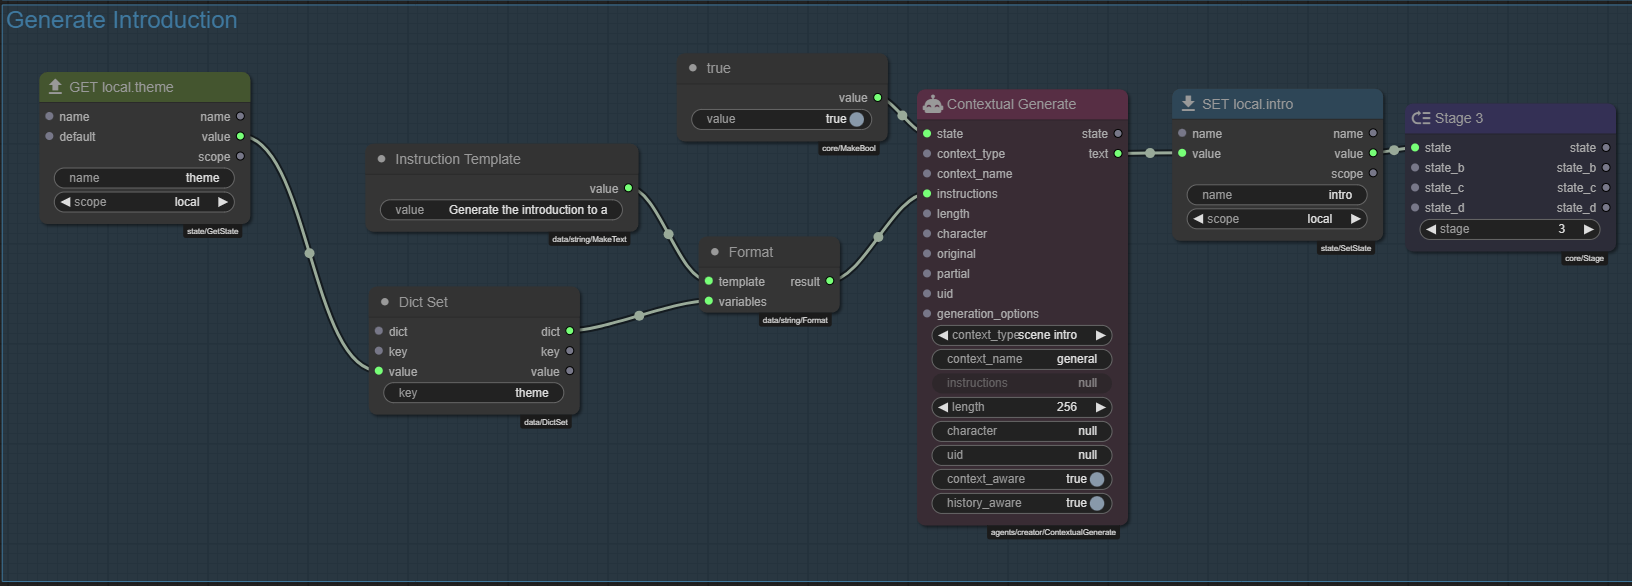 Generate Introduction
GET local.theme
name name
default value
scope
name theme
scope local
state/GetState
Instruction Template
value
value Generate the introduction to a
data/string/MakeText
Dict Set
dict dict
key key
value value
key theme
data/DictSet
Format
template result
variables
data/string/Format
true
value
value true
core/MakeBool
Contextual Generate
state state
context_type text
context_name
instructions
length
character
original
partial
uid
generation_options
context_type scene intro
context_name general
instructions null
length 256
character null
uid null
context_aware true
history_aware true
agents/creator/ContextualGenerate
SET local.intro
name name
value value
scope
name intro
scope local
state/SetState
Stage 3
state state
state_b state_b
state_c state_c
state_d state_d
stage 3
core/Stage